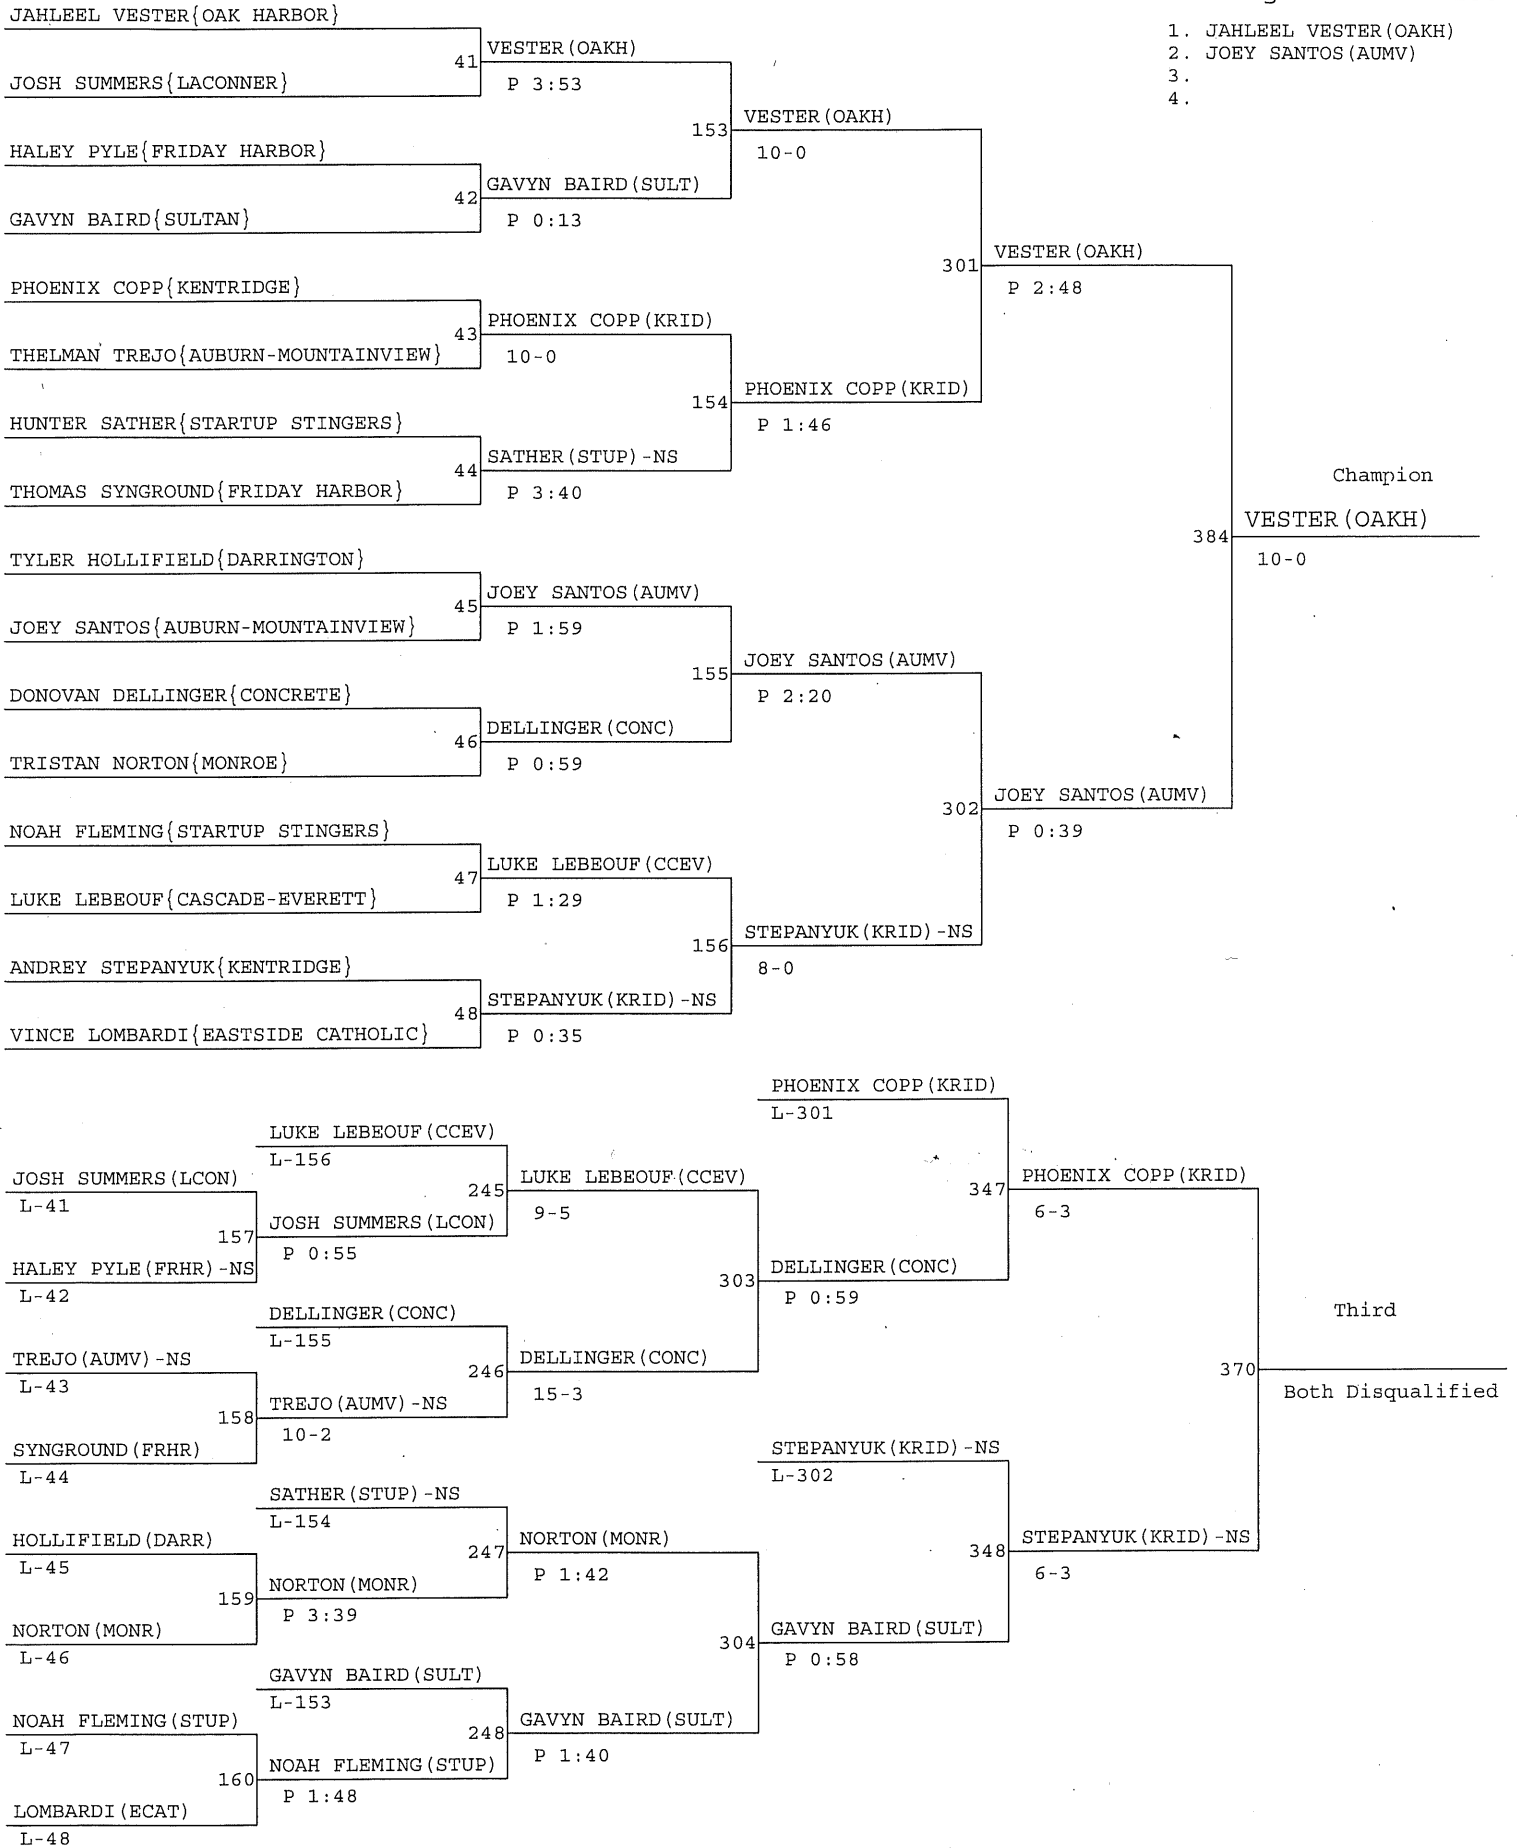 1. JAHLEEL VESTER(OAKH)
2. JOEY SANTOS(AUMV)
3.
4.
JAHLEEL VESTER{OAK HARBOR}
41
VESTER(OAKH)
P 3:53
JOSH SUMMERS{LACONNER}
153
VESTER(OAKH)
10-0
HALEY PYLE{FRIDAY HARBOR}
42
GAVYN BAIRD(SULT)
P 0:13
GAVYN BAIRD{SULTAN}
301
VESTER(OAKH)
P 2:48
PHOENIX COPP{KENTRIDGE}
43
PHOENIX COPP(KRID)
10-0
THELMAN TREJO{AUBURN-MOUNTAINVIEW}
154
PHOENIX COPP(KRID)
P 1:46
HUNTER SATHER{STARTUP STINGERS}
44
SATHER(STUP)-NS
P 3:40
THOMAS SYNGROUND{FRIDAY HARBOR}
Champion
384
VESTER(OAKH)
10-0
TYLER HOLLIFIELD{DARRINGTON}
45
JOEY SANTOS(AUMV)
P 1:59
JOEY SANTOS{AUBURN-MOUNTAINVIEW}
155
JOEY SANTOS(AUMV)
P 2:20
DONOVAN DELLINGER{CONCRETE}
46
DELLINGER(CONC)
P 0:59
TRISTAN NORTON{MONROE}
302
JOEY SANTOS(AUMV)
P 0:39
NOAH FLEMING{STARTUP STINGERS}
47
LUKE LEBEOUF(CCEV)
P 1:29
LUKE LEBEOUF{CASCADE-EVERETT}
156
STEPANYUK(KRID)-NS
8-0
ANDREY STEPANYUK{KENTRIDGE}
48
STEPANYUK(KRID)-NS
P 0:35
VINCE LOMBARDI{EASTSIDE CATHOLIC}
PHOENIX COPP(KRID)
L-301
LUKE LEBEOUF(CCEV)
L-156
JOSH SUMMERS(LCON)
L-41
245
LUKE LEBEOUF(CCEV)
9-5
347
PHOENIX COPP(KRID)
6-3
157
JOSH SUMMERS(LCON)
P 0:55
HALEY PYLE(FRHR)-NS
L-42
303
DELLINGER(CONC)
P 0:59
DELLINGER(CONC)
L-155
Third
TREJO(AUMV)-NS
L-43
246
DELLINGER(CONC)
15-3
370
Both Disqualified
158
TREJO(AUMV)-NS
10-2
SYNGROUND(FRHR)
L-44
STEPANYUK(KRID)-NS
L-302
SATHER(STUP)-NS
L-154
HOLLIFIELD(DARR)
L-45
247
NORTON(MONR)
P 1:42
348
STEPANYUK(KRID)-NS
6-3
159
NORTON(MONR)
P 3:39
NORTON(MONR)
L-46
304
GAVYN BAIRD(SULT)
P 0:58
GAVYN BAIRD(SULT)
L-153
NOAH FLEMING(STUP)
L-47
248
GAVYN BAIRD(SULT)
P 1:40
160
NOAH FLEMING(STUP)
P 1:48
LOMBARDI(ECAT)
L-48